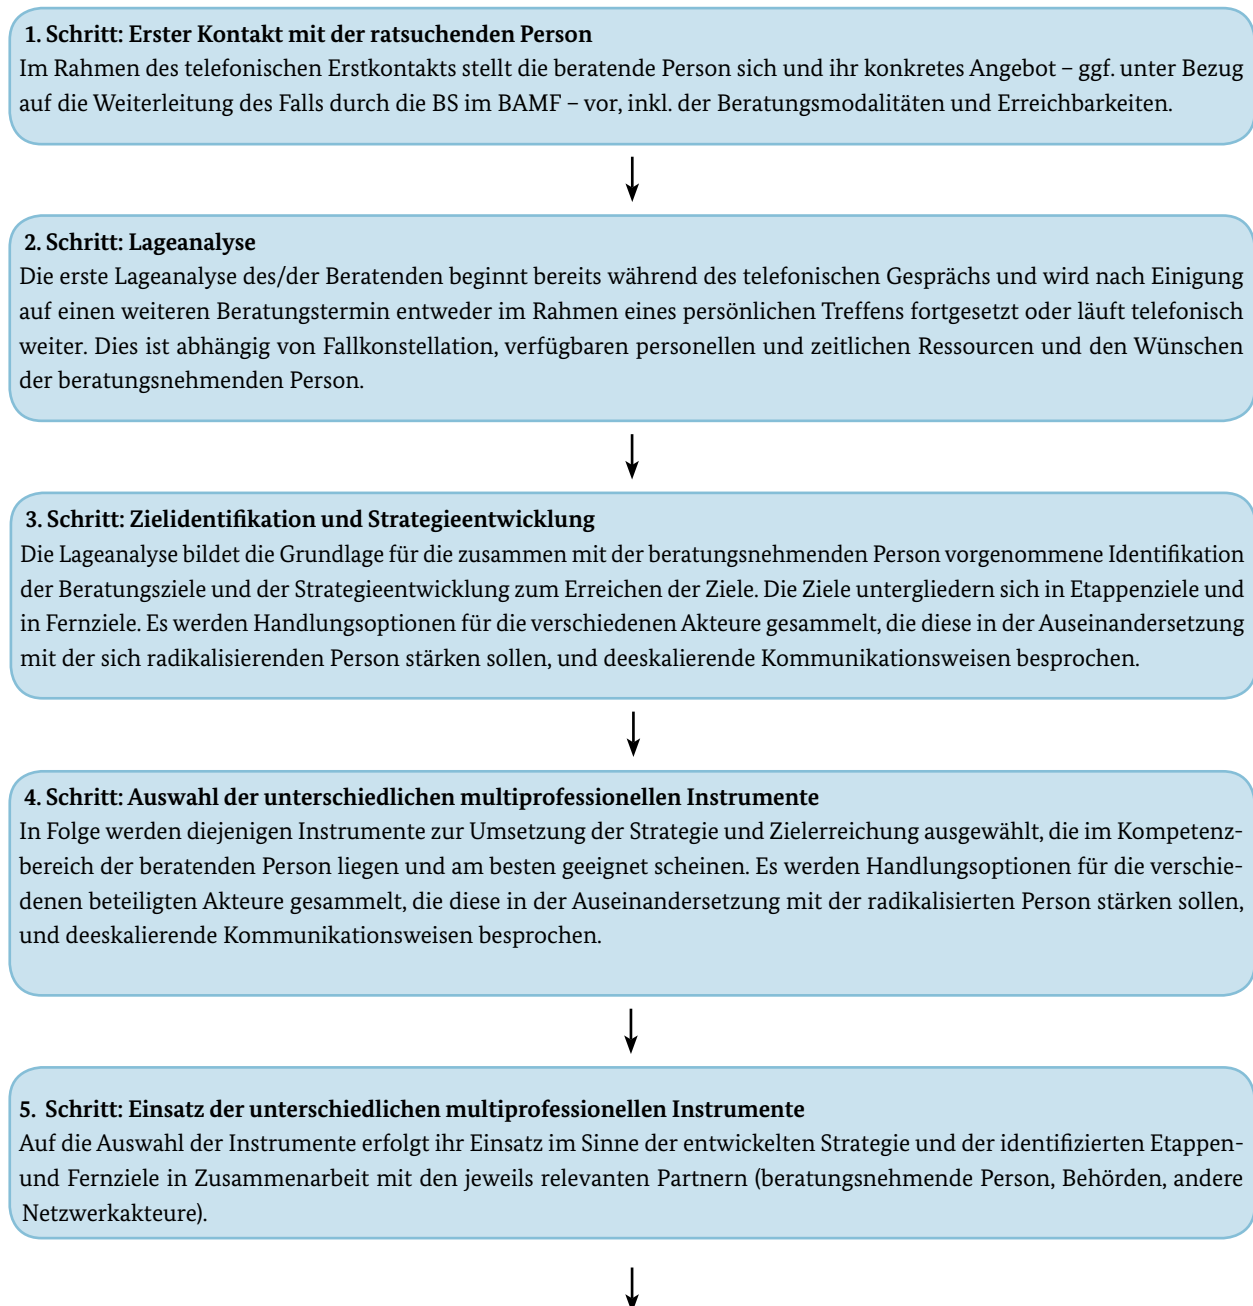 1. Schritt: Erster Kontakt mit der ratsuchenden Person
Im Rahmen des telefonischen Erstkontakts stellt die beratende Person sich und ihr konkretes Angebot – ggf. unter Bezug
auf die Weiterleitung des Falls durch die BS im BAMF – vor, inkl. der Beratungsmodalitäten und Erreichbarkeiten.
2. Schritt: Lageanalyse
Die erste Lageanalyse des/der Beratenden beginnt bereits während des telefonischen Gesprächs und wird nach Einigung
auf einen weiteren Beratungstermin entweder im Rahmen eines persönlichen Treffens fortgesetzt oder läuft telefonisch
weiter. Dies ist abhängig von Fallkonstellation, verfügbaren personellen und zeitlichen Ressourcen und den Wünschen
der beratungsnehmenden Person.
3. Schritt: Zielidentifikation und Strategieentwicklung
Die Lageanalyse bildet die Grundlage für die zusammen mit der beratungsnehmenden Person vorgenommene Identifikation
der Beratungsziele und der Strategieentwicklung zum Erreichen der Ziele. Die Ziele untergliedern sich in Etappenziele und
in Fernziele. Es werden Handlungsoptionen für die verschiedenen Akteure gesammelt, die diese in der Auseinandersetzung
mit der sich radikalisierenden Person stärken sollen, und deeskalierende Kommunikationsweisen besprochen.
4. Schritt: Auswahl der unterschiedlichen multiprofessionellen Instrumente
In Folge werden diejenigen Instrumente zur Umsetzung der Strategie und Zielerreichung ausgewählt, die im Kompetenz-
bereich der beratenden Person liegen und am besten geeignet scheinen. Es werden Handlungsoptionen für die verschie-
denen beteiligten Akteure gesammelt, die diese in der Auseinandersetzung mit der radikalisierten Person stärken sollen,
und deeskalierende Kommunikationsweisen besprochen.
5. Schritt: Einsatz der unterschiedlichen multiprofessionellen Instrumente
Auf die Auswahl der Instrumente erfolgt ihr Einsatz im Sinne der entwickelten Strategie und der identifizierten Etappen-
und Fernziele in Zusammenarbeit mit den jeweils relevanten Partnern (beratungsnehmende Person, Behörden, andere
Netzwerkakteure).